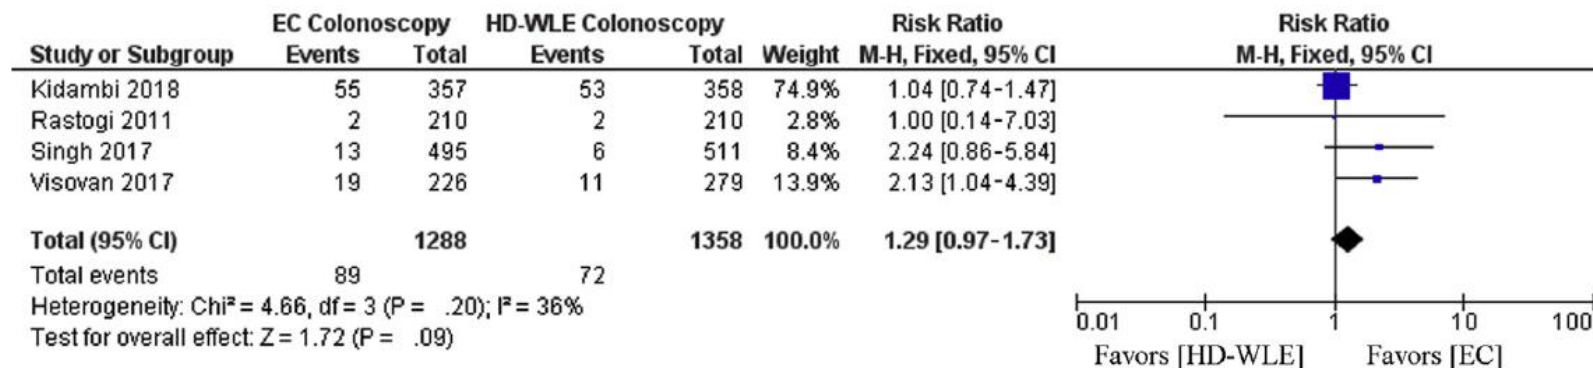 EC Colonoscopy HD-WLE Colonoscopy Risk Ratio Risk Ratio
Study or Subgroup Events Total Events Total Weight M-H, Fixed, 95% CI M-H, Fixed, 95% CI
Kidambi 2018 55 357 53 358 74.9% 1.04 [0.74-1.47]
Rastogi 2011 2 210 2 210 2.8% 1.00 [0.14-7.03]
Singh 2017 13 495 6 511 8.4% 2.24 [0.86-5.84]
Visovan 2017 19 226 11 279 13.9% 2.13 [1.04-4.39]
Total (95% CI) 1288 1358 100.0% 1.29 [0.97-1.73]
Total events 89 72
Heterogeneity: Chi² = 4.66, df = 3 (P = .20); I² = 36%
Test for overall effect: Z = 1.72 (P = .09)
0.01 0.1 1 10 100
Favors [HD-WLE] Favors [EC]